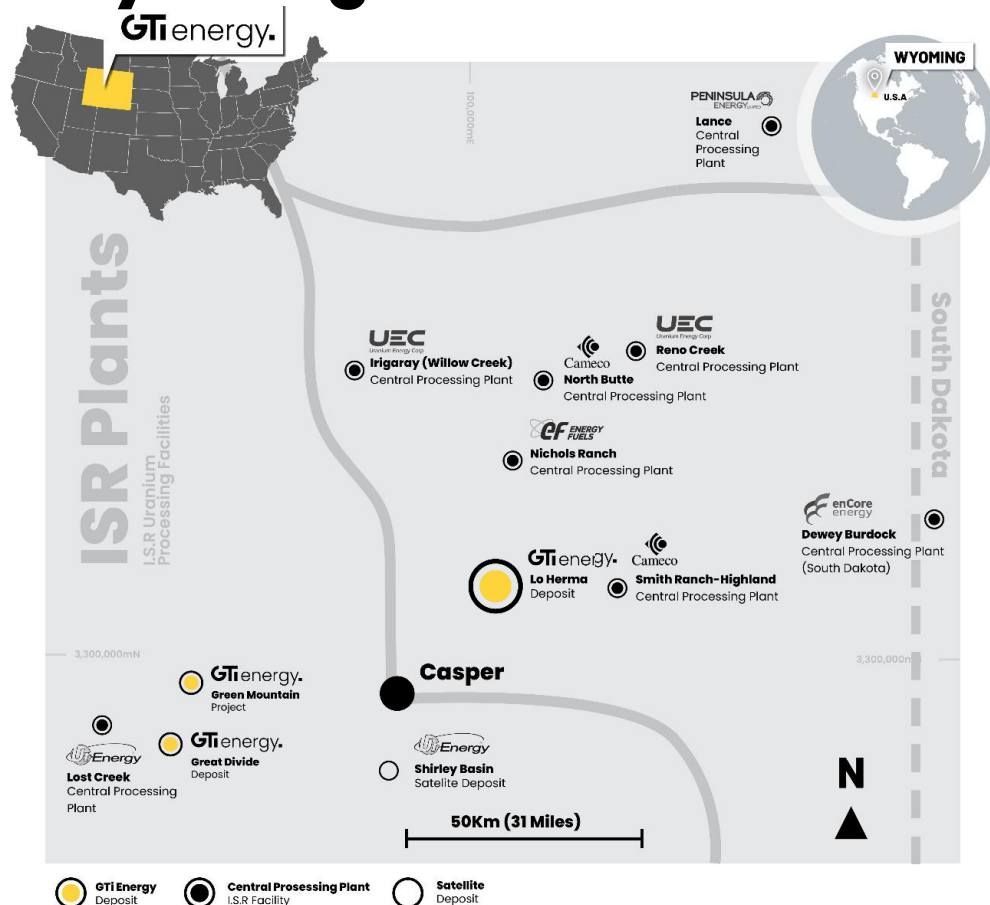 GTi energy.
WYOMING
U.S.A
100,000mE
PENINSULA
ENERGY
Lance
Central
Processing
Plant
ISR Plants
I.S.R Uranium
Processing Facilities
South Dakota
UEC
Uranium Energy Corp
Irigaray (Willow Creek)
Central Processing Plant
Cameco
North Butte
Central Processing Plant
UEC
Uranium Energy Corp
Reno Creek
Central Processing Plant
eF ENERGY
FUELS
Nichols Ranch
Central Processing Plant
enCore
energy
Dewey Burdock
Central Processing Plant
(South Dakota)
GTi energy.
Lo Herma
Deposit
Cameco
Smith Ranch-Highland
Central Processing Plant
3,300,000mN
3,300,000m
Casper
GTi energy.
Green Mountain
Project
GTi energy.
Great Divide
Deposit
Energy
Lost Creek
Central Processing
Plant
Energy
Shirley Basin
Satelite Deposit
50Km (31 Miles)
N
GTi Energy
Deposit
Central Prosessing Plant
I.S.R Facility
Satellite
Deposit